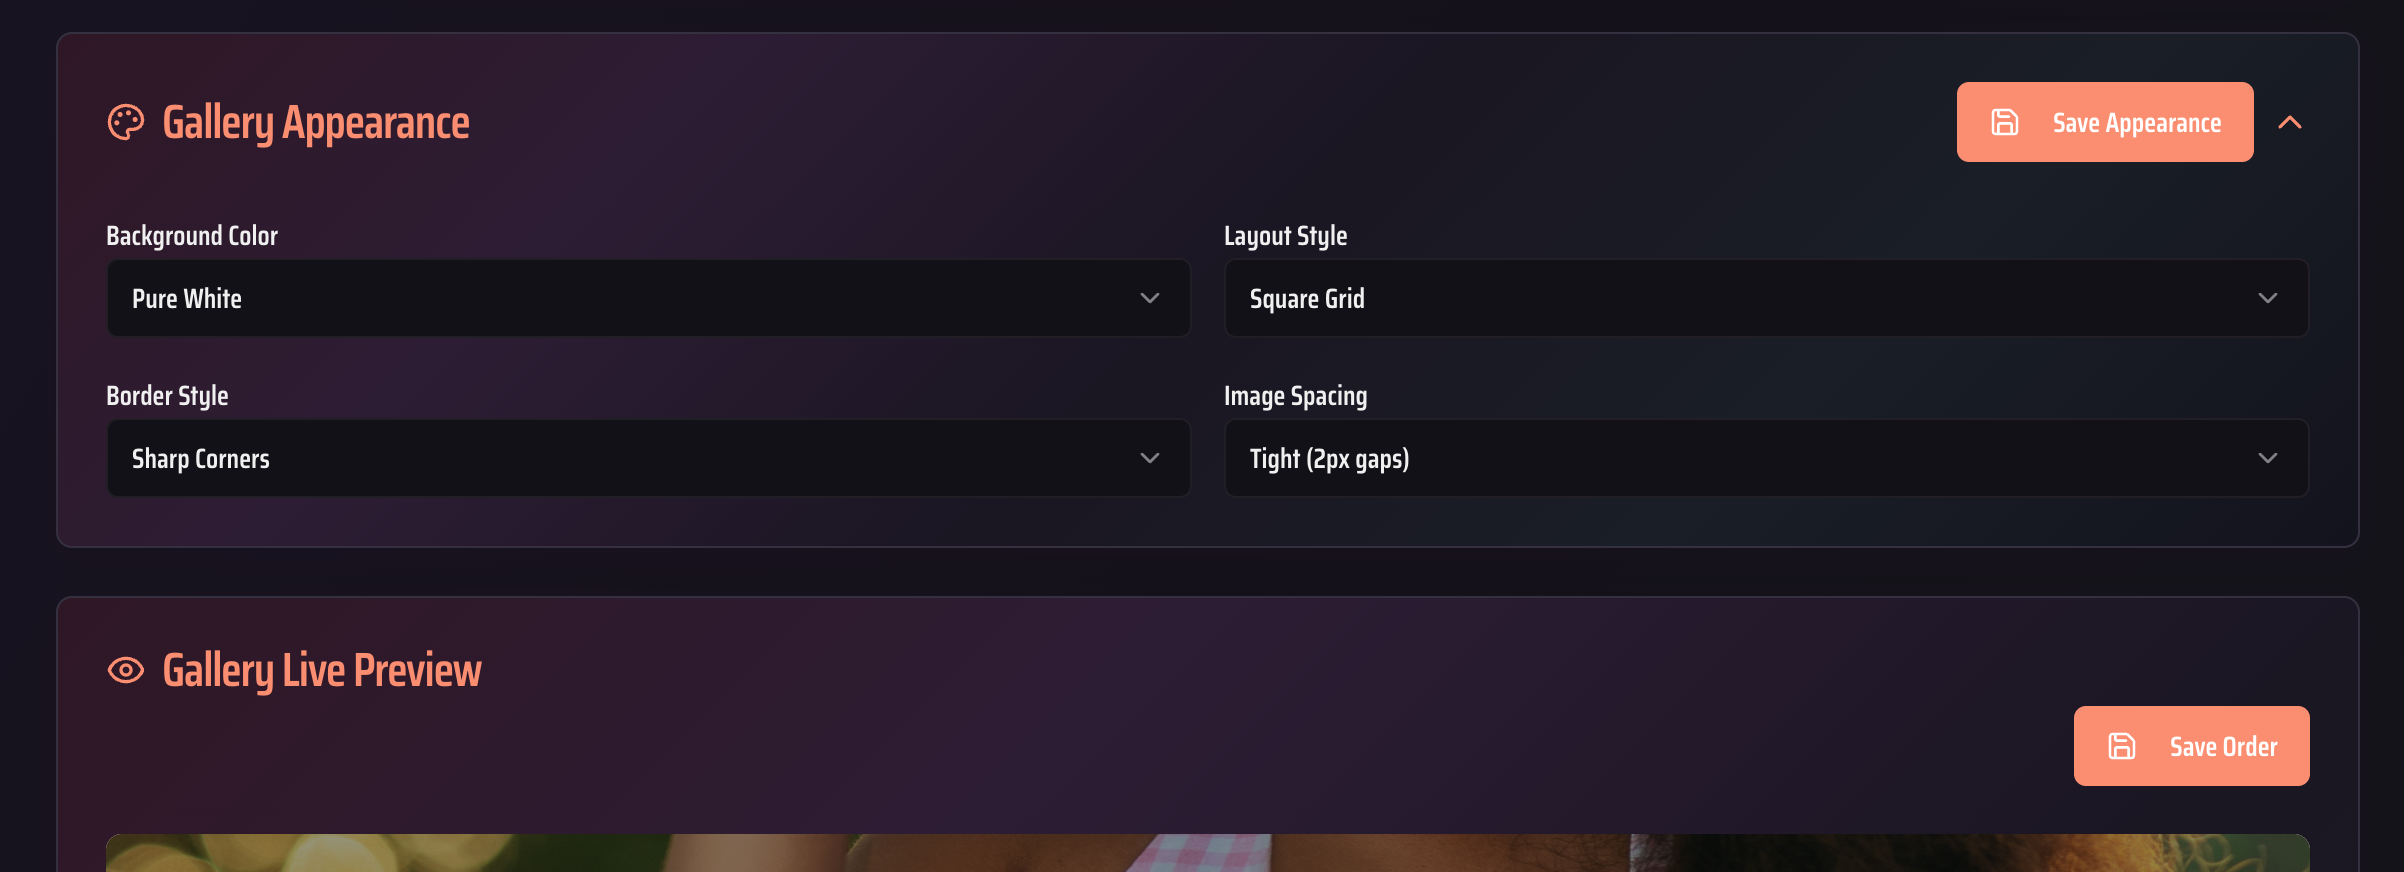 Gallery Appearance
Save Appearance
Background Color
Layout Style
Pure White
Square Grid
Border Style
Image Spacing
Sharp Corners
Tight (2px gaps)
Gallery Live Preview
Save Order